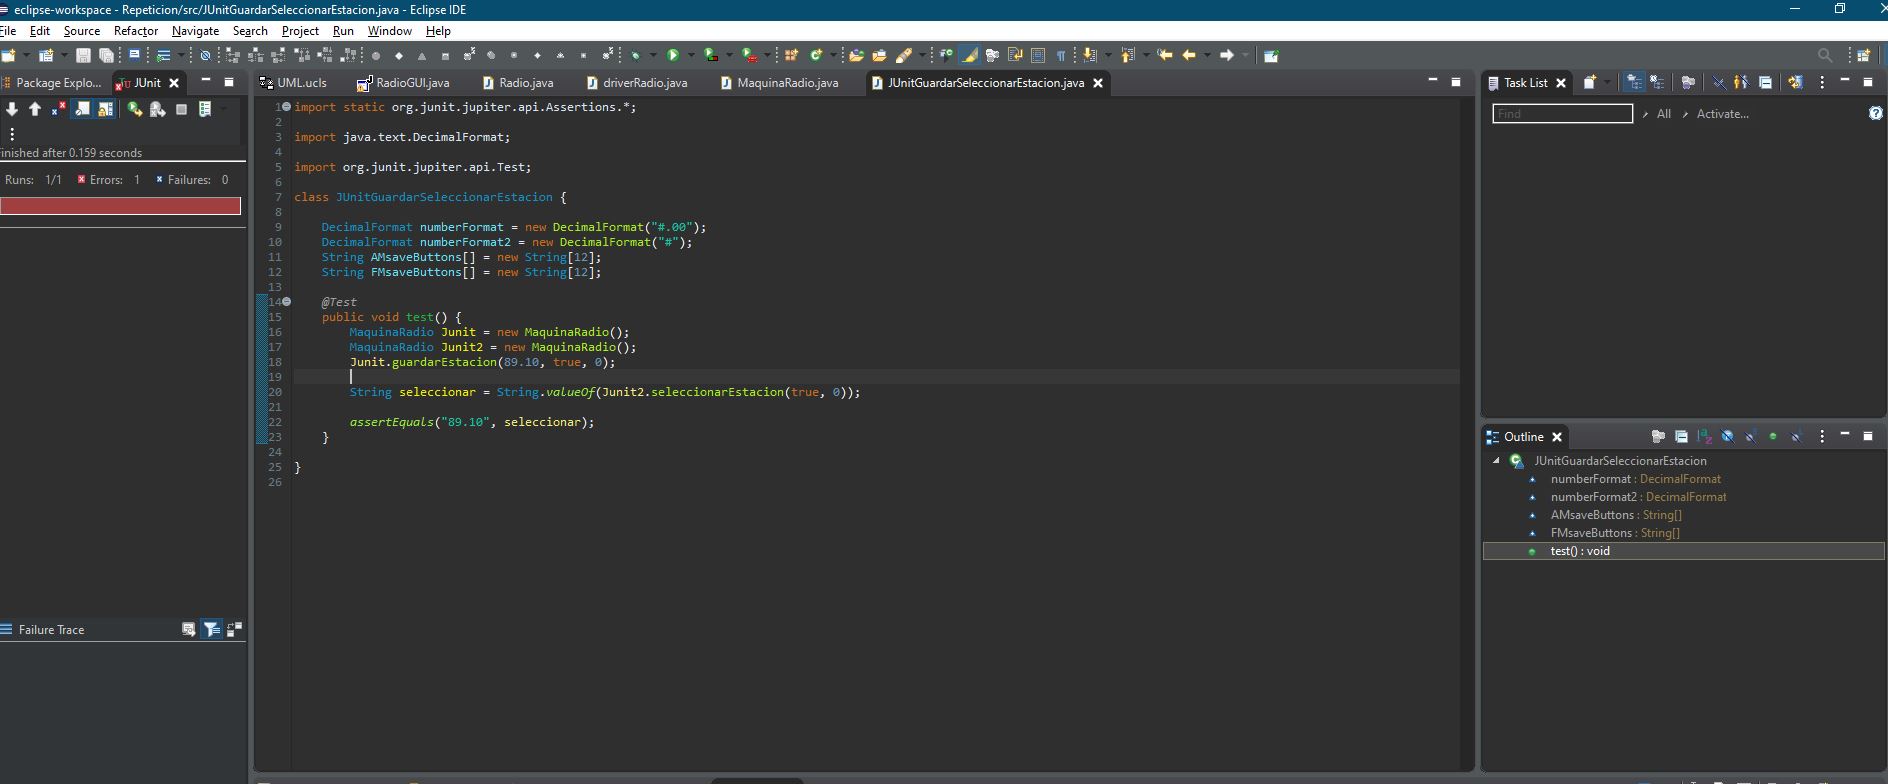 eclipse-workspace - Repeticion/src/JUnitGuardarSeleccionarEstacion.java - Eclipse IDE
File Edit Source Refactor Navigate Search Project Run Window Help
Package Explo... JUnit
UML.ucls RadioGUI.java Radio.java driverRadio.java MaquinaRadio.java JUnitGuardarSeleccionarEstacion.java
Task List
Find All Activate...
Finished after 0.159 seconds
Runs: 1/1 Errors: 1 Failures: 0
1 import static org.junit.jupiter.api.Assertions.*;
2
3 import java.text.DecimalFormat;
4
5 import org.junit.jupiter.api.Test;
6
7 class JUnitGuardarSeleccionarEstacion {
8
9 DecimalFormat numberFormat = new DecimalFormat("#.00");
10 DecimalFormat numberFormat2 = new DecimalFormat("#");
11 String AMsaveButtons[] = new String[12];
12 String FMsaveButtons[] = new String[12];
13
14 @Test
15 public void test() {
16 MaquinaRadio Junit = new MaquinaRadio();
17 MaquinaRadio Junit2 = new MaquinaRadio();
18 Junit.guardarEstacion(89.10, true, 0);
19
20 String seleccionar = String.valueOf(Junit2.seleccionarEstacion(true, 0));
21
22 assertEquals("89.10", seleccionar);
23 }
24
25 }
26
Outline
JUnitGuardarSeleccionarEstacion
numberFormat : DecimalFormat
numberFormat2 : DecimalFormat
AMsaveButtons : String[]
FMsaveButtons : String[]
test() : void
Failure Trace